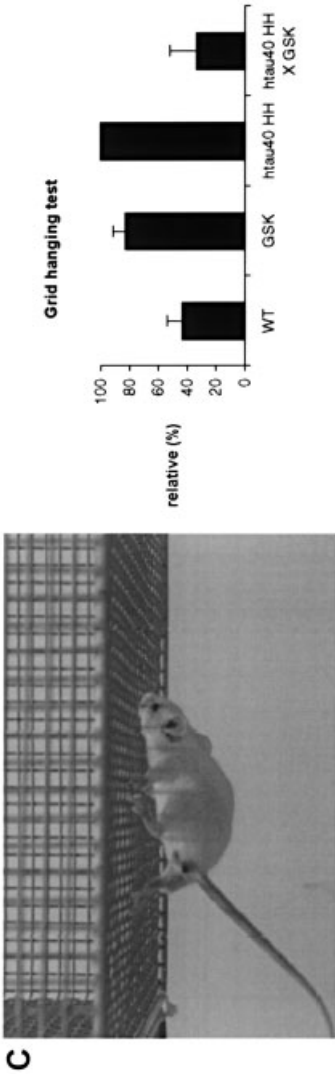 C
Grid hanging test
relative (%)
100
80
60
40
20
0
WT
GSK
htau40 HH
htau40 HH
X GSK